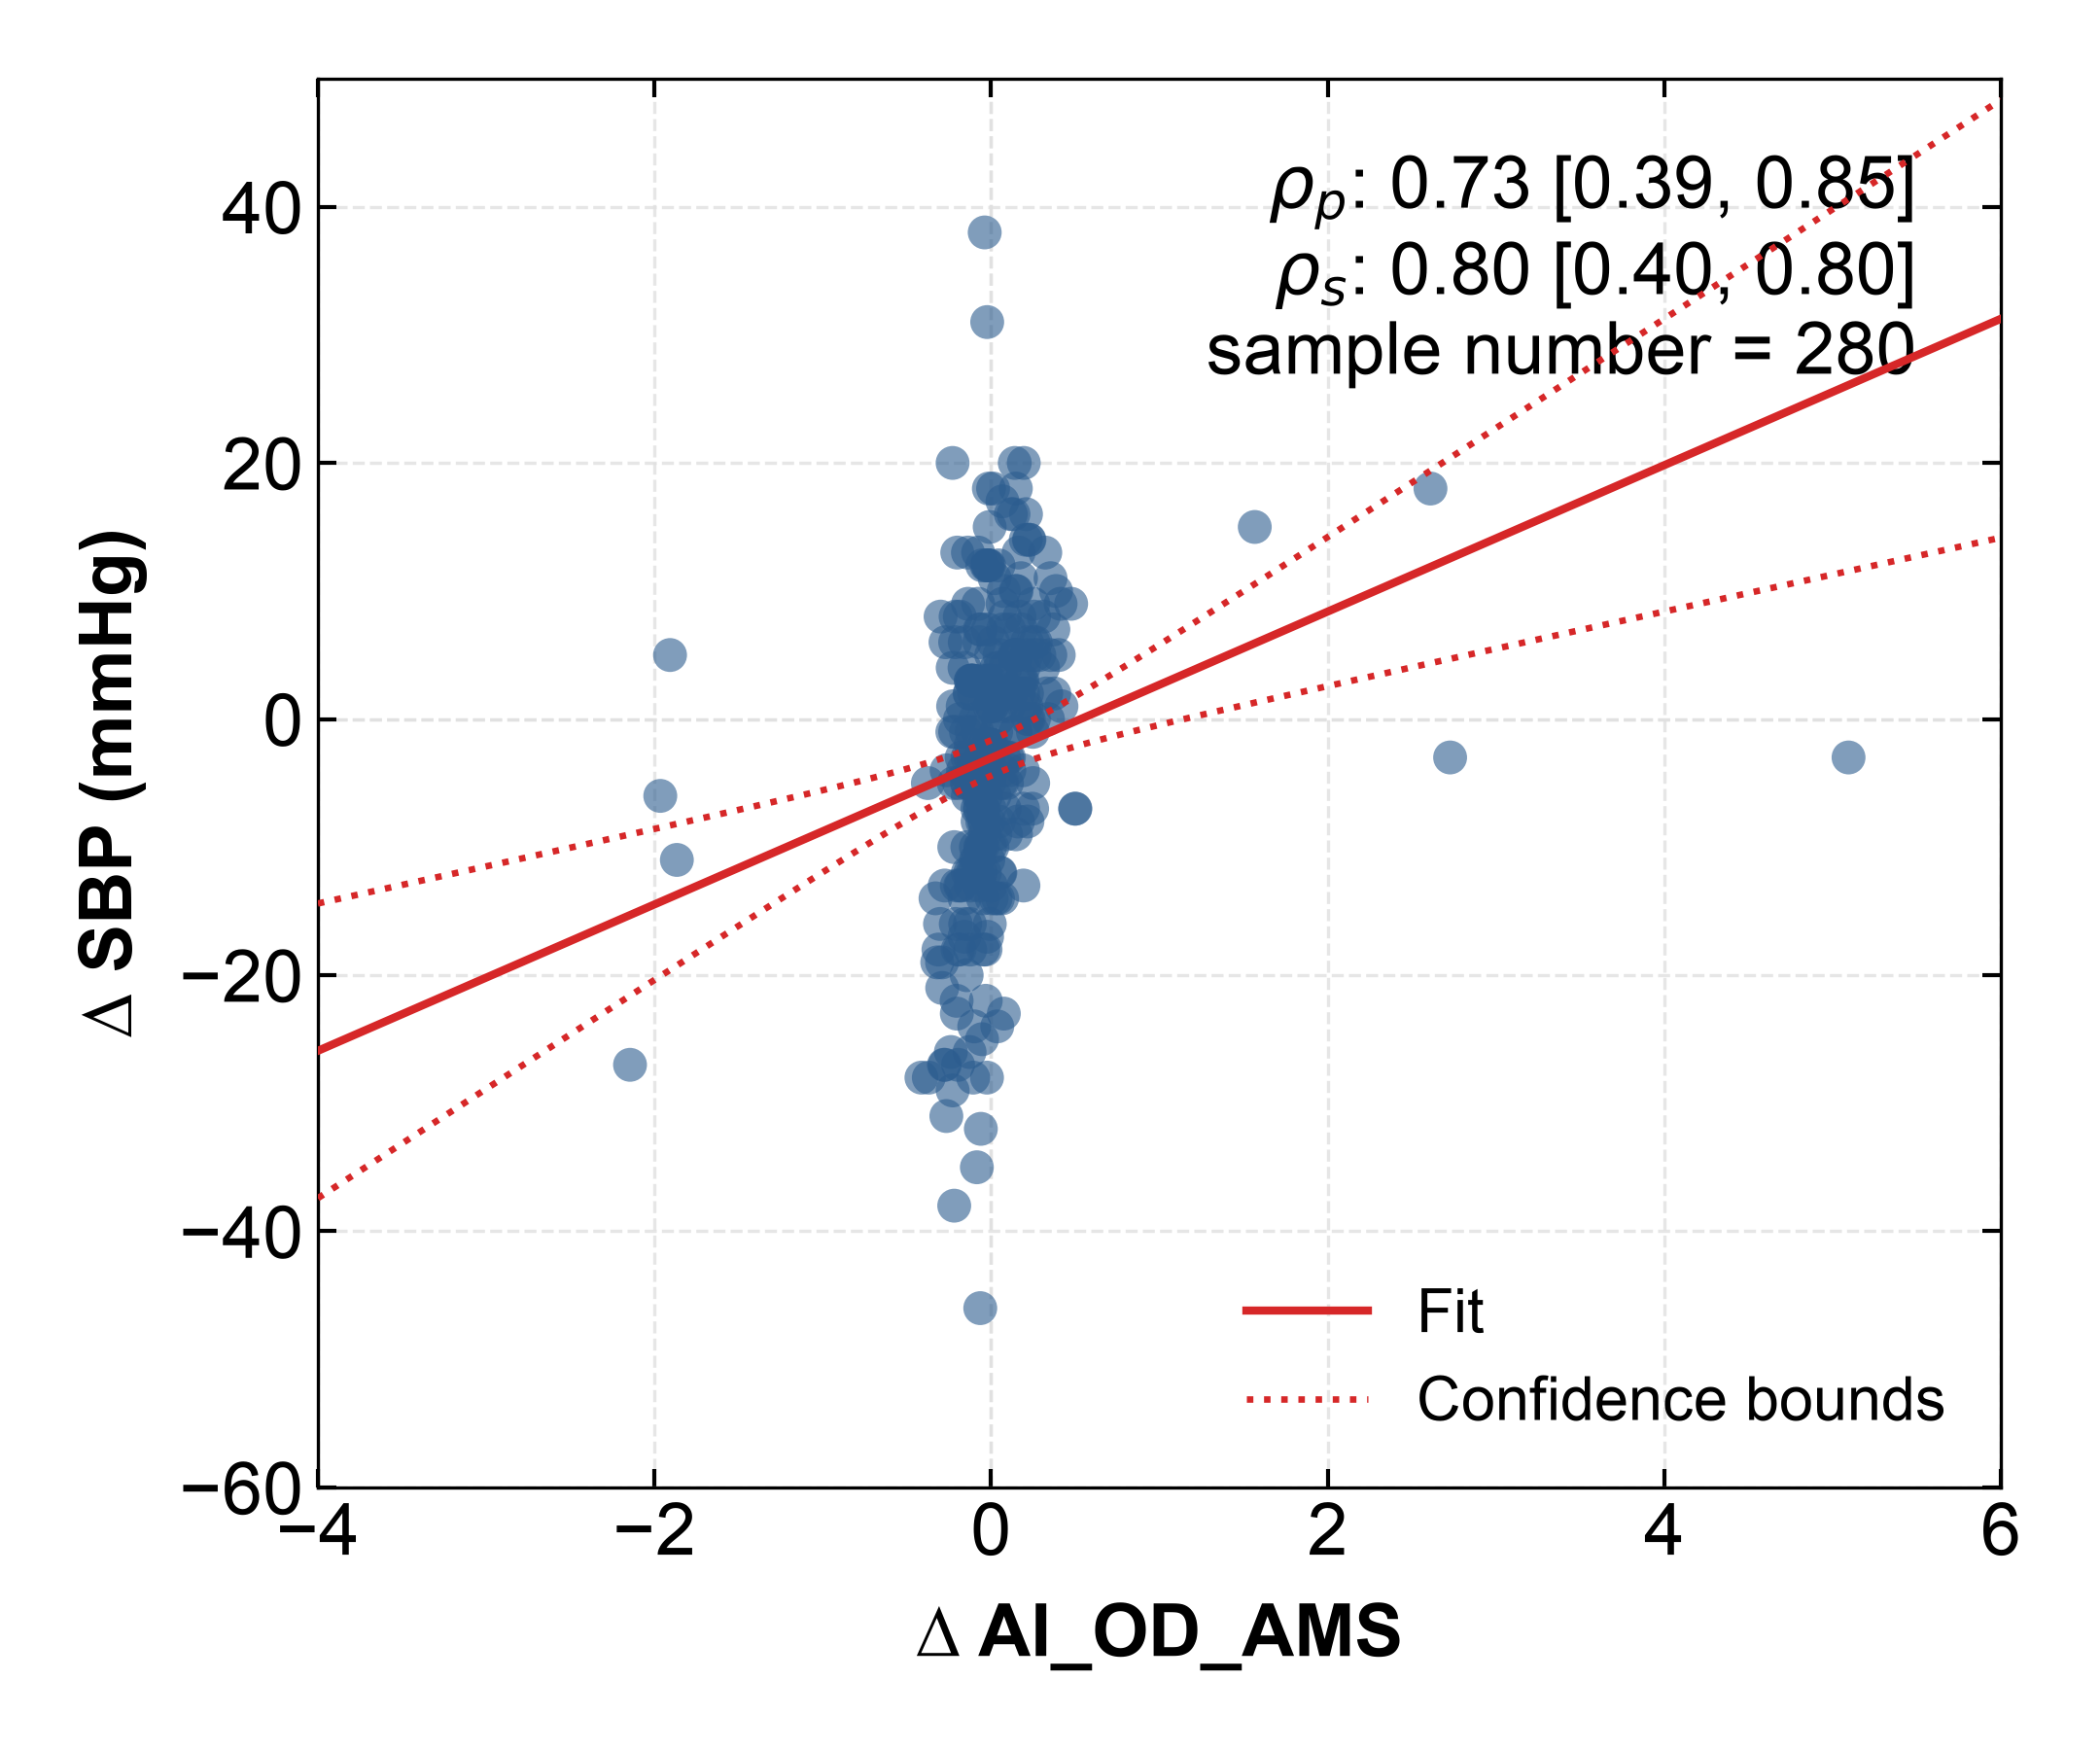 ρp: 0.73 [0.39, 0.85]
ρs: 0.80 [0.40, 0.80]
sample number = 280
40
20
0
−20
−40
−60
Δ SBP (mmHg)
Fit
Confidence bounds
−4
−2
0
2
4
6
Δ AI_OD_AMS